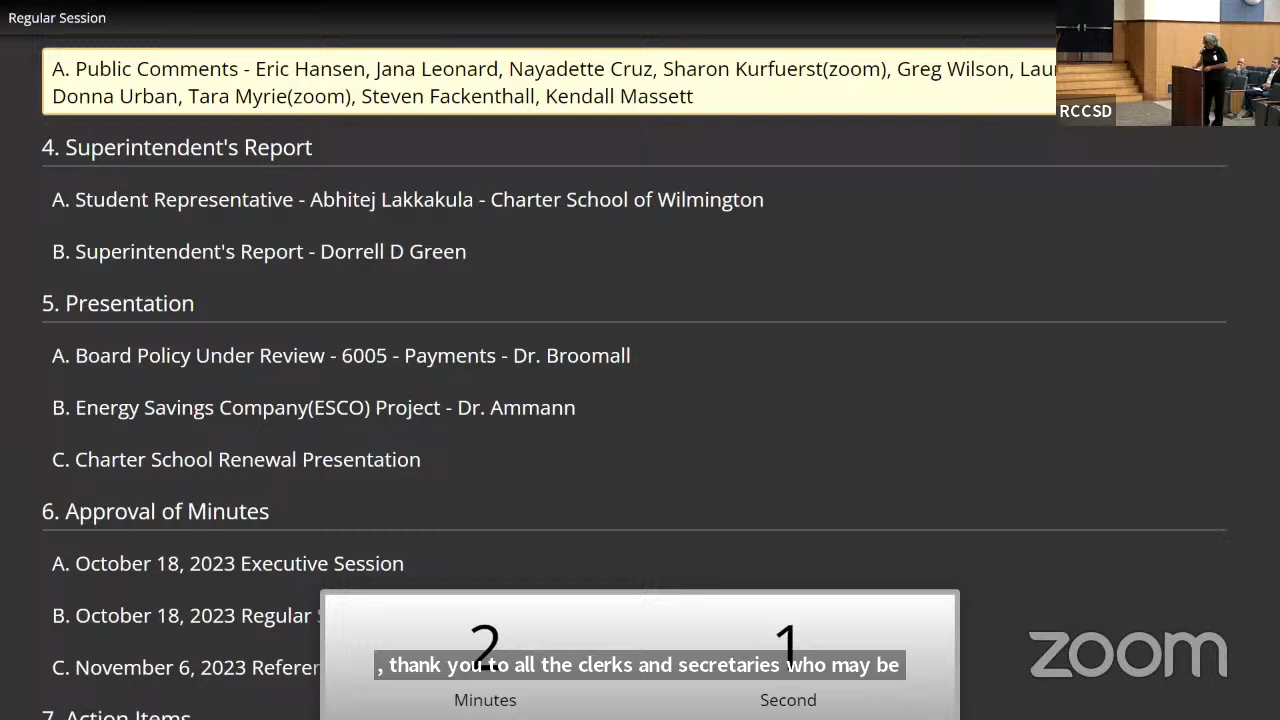 Regular Session
A. Public Comments - Eric Hansen, Jana Leonard, Nayadette Cruz, Sharon Kurfuerst(zoom), Greg Wilson,
Donna Urban, Tara Myrie(zoom), Steven Fackenthall, Kendall Massett
RCCSD
4. Superintendent's Report
A. Student Representative - Abhitej Lakkakula - Charter School of Wilmington
B. Superintendent's Report - Dorrell D Green
5. Presentation
A. Board Policy Under Review - 6005 - Payments - Dr. Broomall
B. Energy Savings Company(ESCO) Project - Dr. Ammann
C. Charter School Renewal Presentation
6. Approval of Minutes
A. October 18, 2023 Executive Session
B. October 18, 2023 Regular
C. November 6, 2023
7. Action Items
2 1
, thank you to all the clerks and secretaries who may be
Minutes Second
zoom